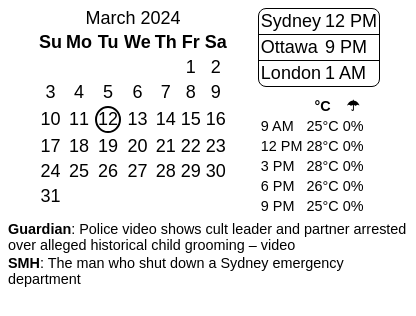 March 2024
Su Mo Tu We Th Fr Sa
1 2
3 4 5 6 7 8 9
10 11 12 13 14 15 16
17 18 19 20 21 22 23
24 25 26 27 28 29 30
31
Sydney 12 PM
Ottawa 9 PM
London 1 AM
°C ☂
9 AM 25°C 0%
12 PM 28°C 0%
3 PM 28°C 0%
6 PM 26°C 0%
9 PM 25°C 0%
Guardian: Police video shows cult leader and partner arrested
over alleged historical child grooming – video
SMH: The man who shut down a Sydney emergency
department